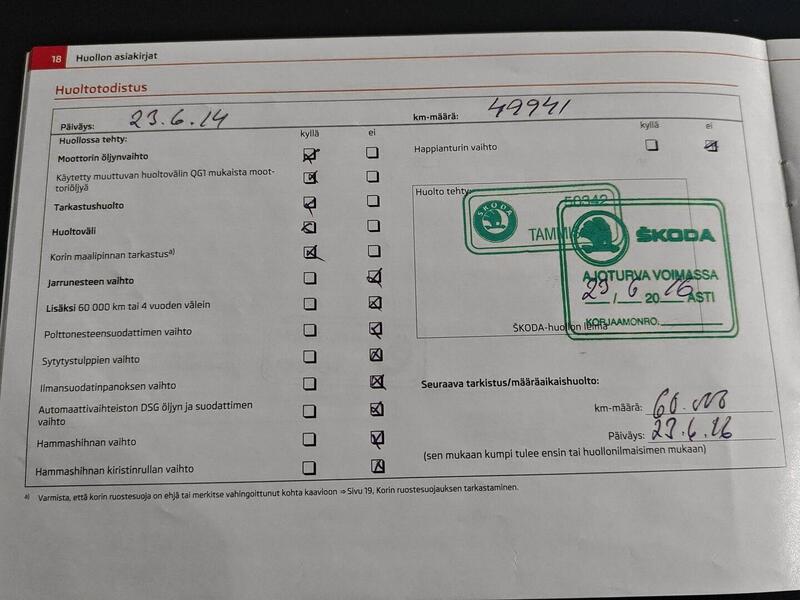 18 Huollon asiakirjat
Huoltotodistus
Päiväys: 23.6.14
km-määrä: 49941
Huollossa tehty:
kyllä ei
Moottorin öljynvaihto
Käytetty muuttuvan huoltovälin QG1 mukaista moot-
toriöljyä
Tarkastushuolto
Huoltoväli
Korin maalipinnan tarkastus a)
Jarrunesteen vaihto
Lisäksi 60 000 km tai 4 vuoden välein
Polttonesteensuodattimen vaihto
Sytytystulppien vaihto
Ilmansuodatinpanoksen vaihto
Automaattivaihteiston DSG öljyn ja suodattimen
vaihto
Hammashihnan vaihto
Hammashihnan kiristinrullan vaihto
kyllä ei
Happianturin vaihto
Huolto tehty:
ŠKODA
50342
TAMMI
ŠKODA
AJOTURVA VOIMASSA
23/6 2016 ASTI
KORJAAMONRO.
ŠKODA-huollon leima
Seuraava tarkistus/määräaikaishuolto:
km-määrä:
Päiväys: 23.6.16
(sen mukaan kumpi tulee ensin tai huollonilmaisimen mukaan)
a) Varmista, että korin ruostesuoja on ehjä tai merkitse vahingoittunut kohta kaavioon ⇒ Sivu 19, Korin ruostesuojauksen tarkastaminen.